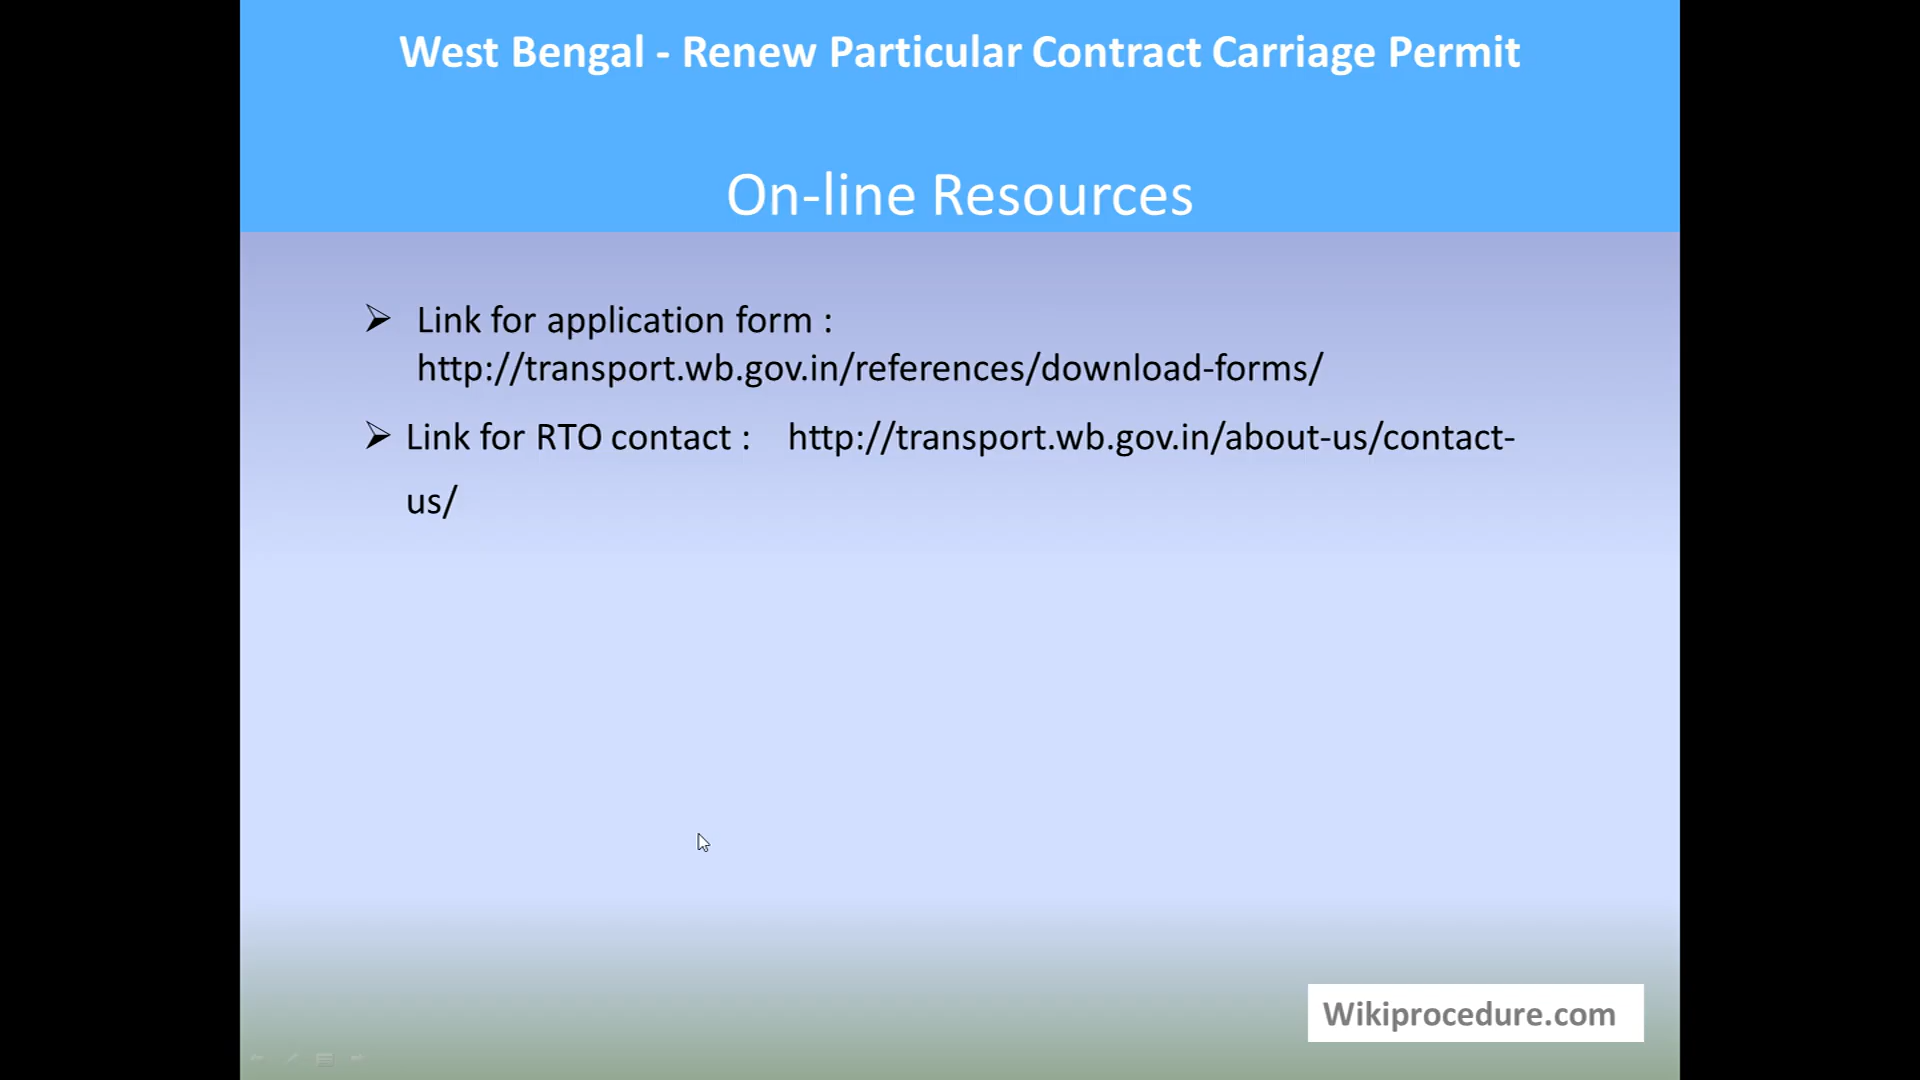 West Bengal - Renew Particular Contract Carriage Permit
On-line Resources
➢ Link for application form :
http://transport.wb.gov.in/references/download-forms/
➢ Link for RTO contact : http://transport.wb.gov.in/about-us/contact-
us/
Wikiprocedure.com